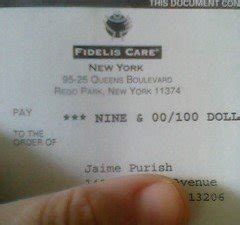 THIS DOCUMENT CON
FIDELIS CARE®
NEW YORK
95-25 QUEENS BOULEVARD
REGO PARK, NEW YORK 11374
PAY *** NINE & 00/100 DOLL
TO THE
ORDER OF
Jaime Purish
Avenue
13206